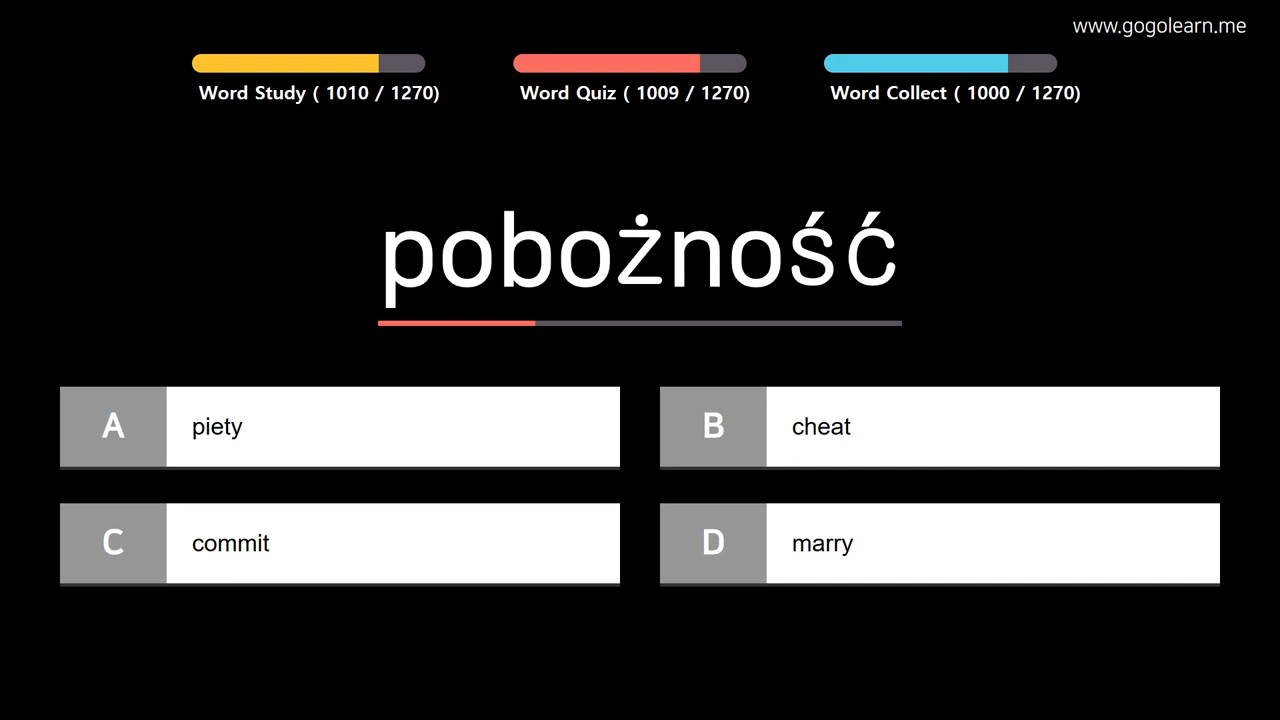 www.gogolearn.me
Word Study ( 1010 / 1270)
Word Quiz ( 1009 / 1270)
Word Collect ( 1000 / 1270)
pobożność
A piety
B cheat
C commit
D marry